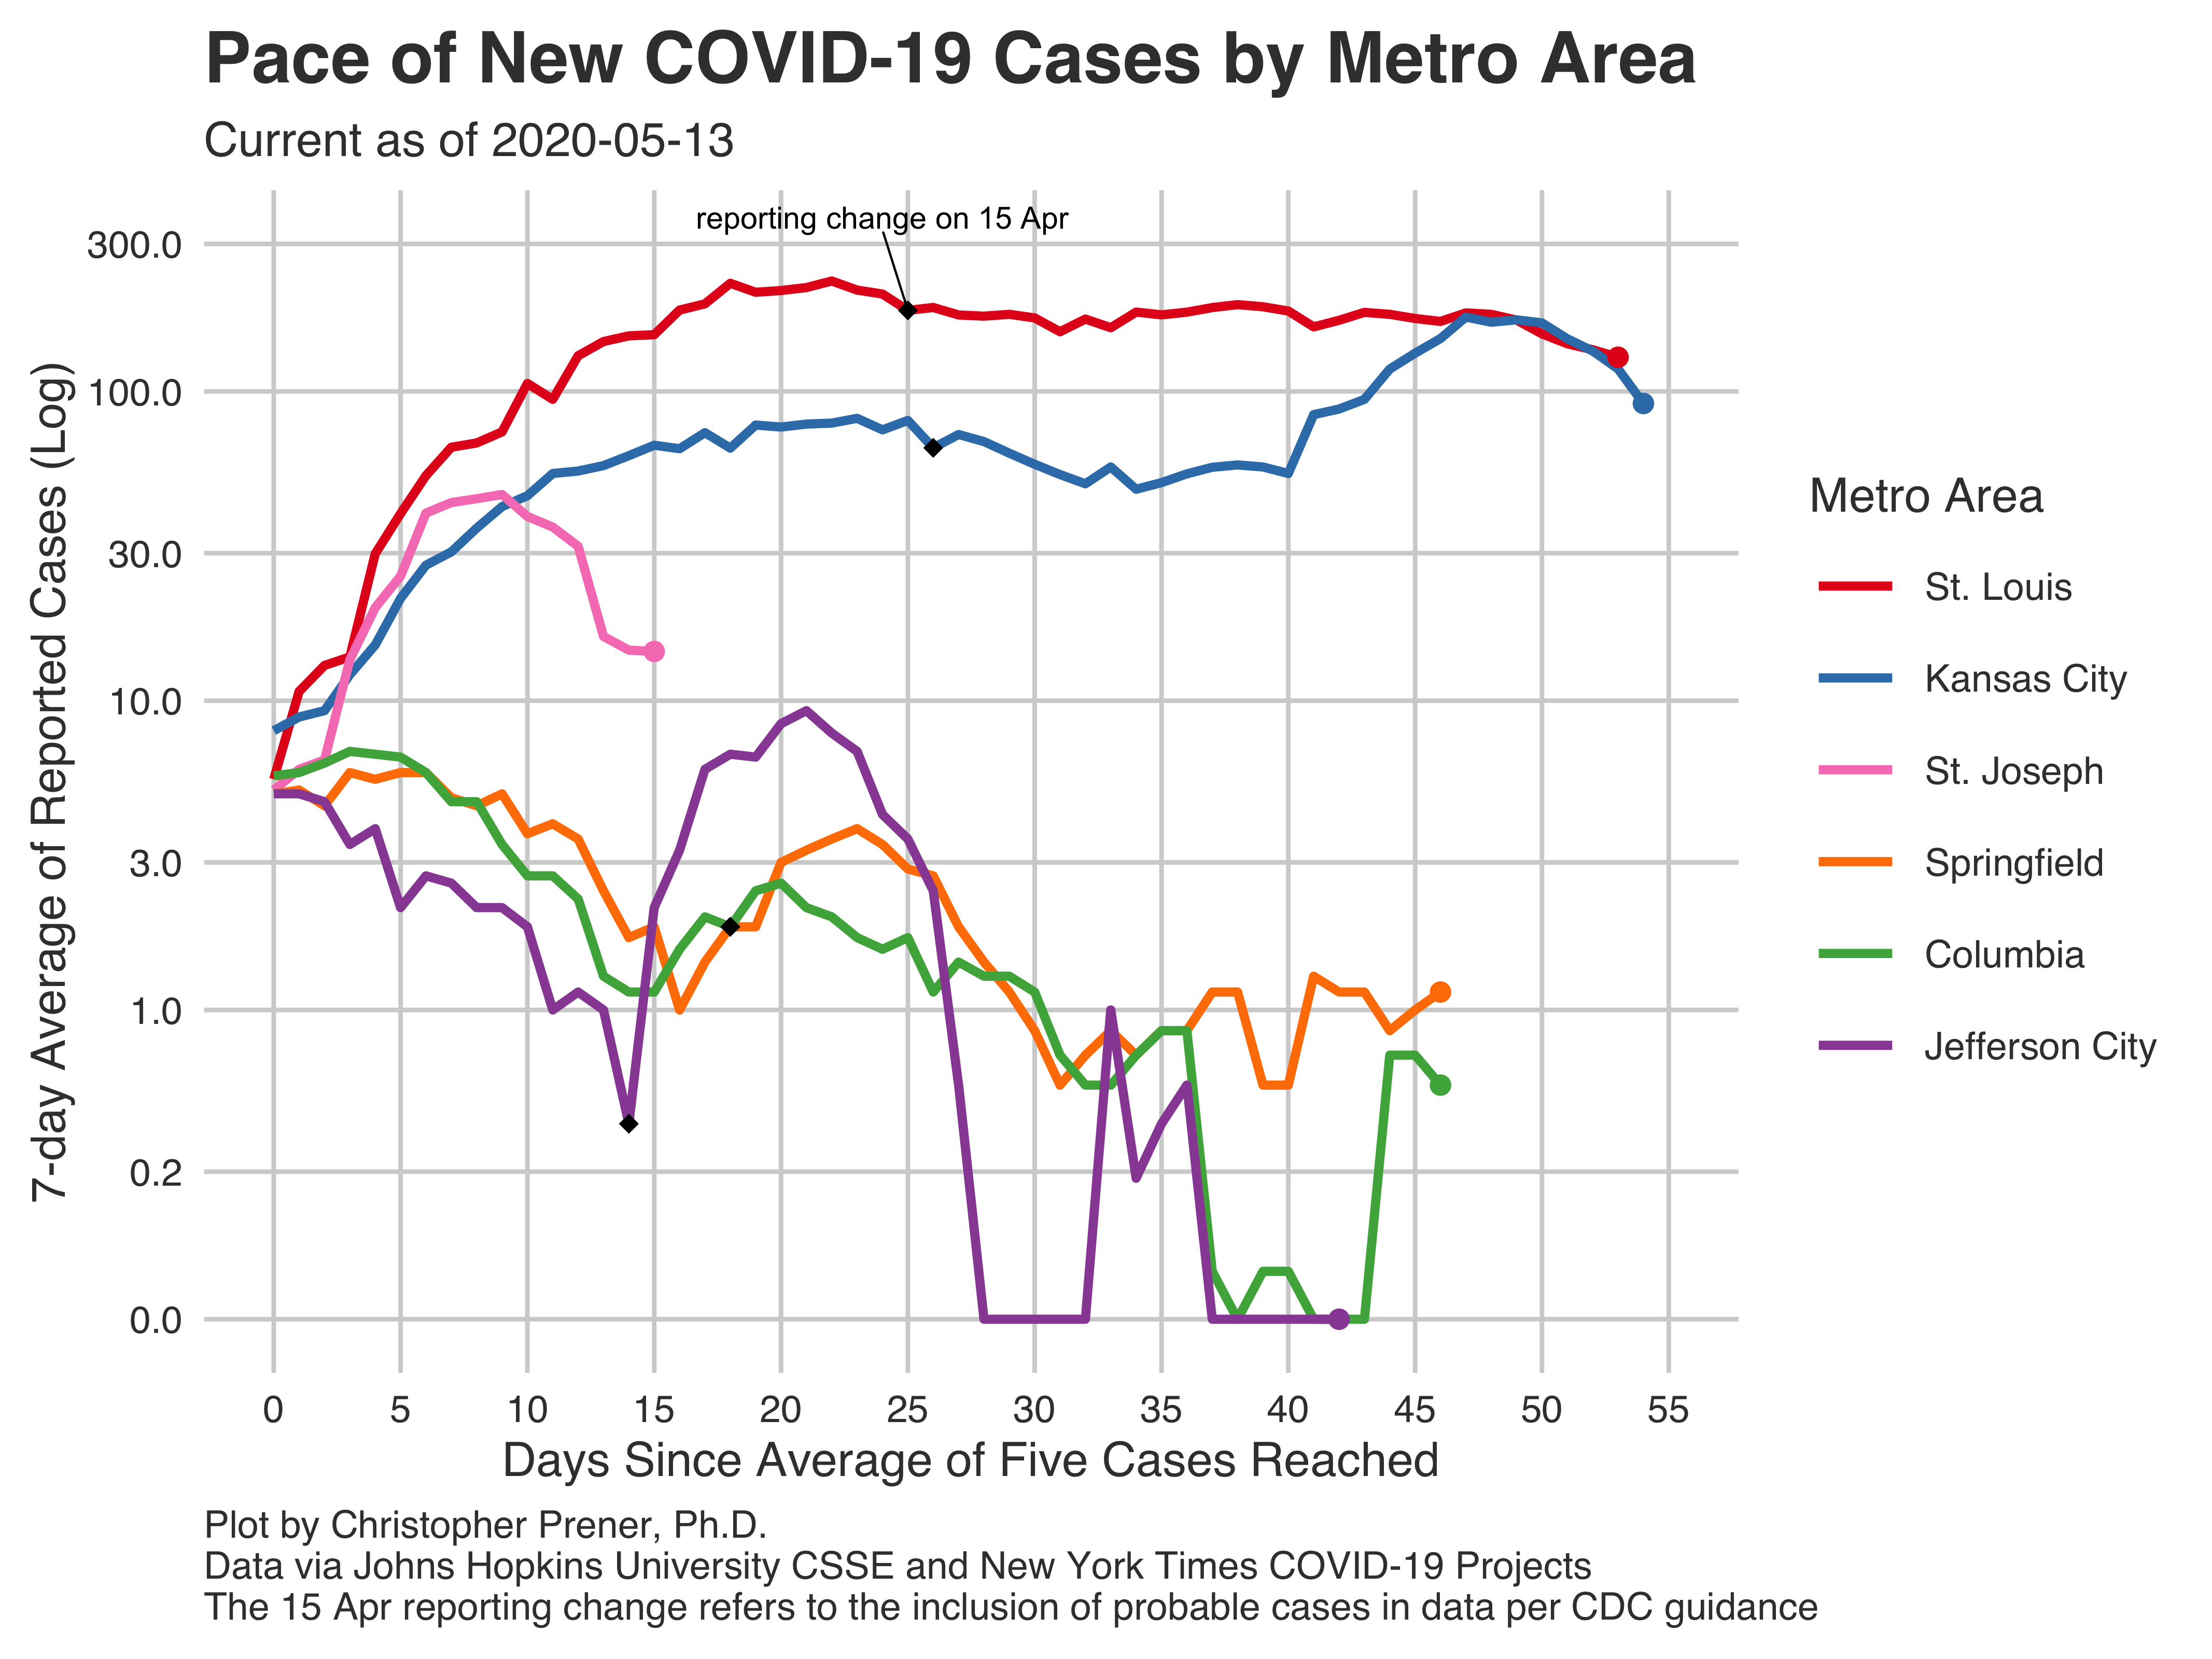 Pace of New COVID-19 Cases by Metro Area
Current as of 2020-05-13
reporting change on 15 Apr
300.0
100.0
30.0
10.0
3.0
1.0
0.2
0.0
7-day Average of Reported Cases (Log)
0 5 10 15 20 25 30 35 40 45 50 55
Days Since Average of Five Cases Reached
Metro Area
St. Louis
Kansas City
St. Joseph
Springfield
Columbia
Jefferson City
Plot by Christopher Prener, Ph.D.
Data via Johns Hopkins University CSSE and New York Times COVID-19 Projects
The 15 Apr reporting change refers to the inclusion of probable cases in data per CDC guidance